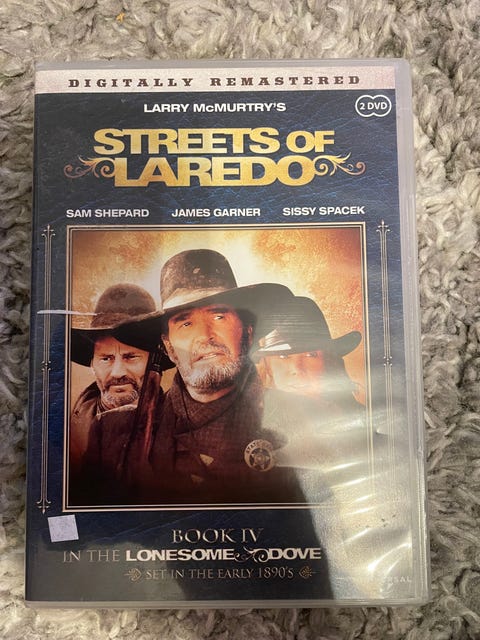 DIGITALLY REMASTERED
LARRY McMURTRY'S
2 DVD
STREETS OF
LAREDO
SAM SHEPARD JAMES GARNER SISSY SPACEK
BOOK IV
IN THE LONESOME DOVE
SET IN THE EARLY 1890'S